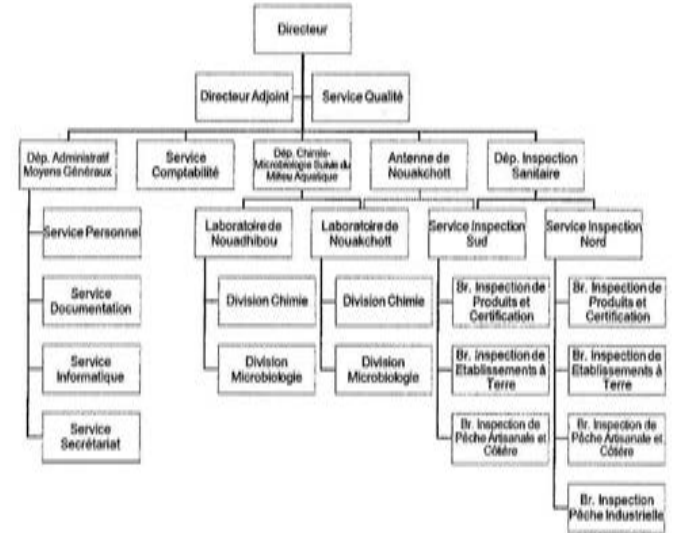 Directeur
Directeur Adjoint
Service Qualité
Dép. Administratif
Moyens Généraux
Service
Comptabilité
Dép. Chimie-
Microbiologie Suivie du
Milieu Aquatique
Antenne de
Nouakchott
Dép. Inspection
Sanitaire
Laboratoire de
Nouadhibou
Laboratoire de
Nouakchott
Service Inspection
Sud
Service Inspection
Nord
Service Personnel
Service
Documentation
Service
Informatique
Service
Secrétariat
Division Chimie
Division
Microbiologie
Division Chimie
Division
Microbiologie
Br. Inspection de
Produits et
Certification
Br. Inspection de
Etablissements à
Terre
Br. Inspection de
Pêche Artisanale et
Côtére
Br. Inspection de
Produits et
Certification
Br. Inspection de
Etablissements à
Terre
Br. Inspection de
Pêche Artisanale et
Côtére
Br. Inspection
Pêche Industrielle